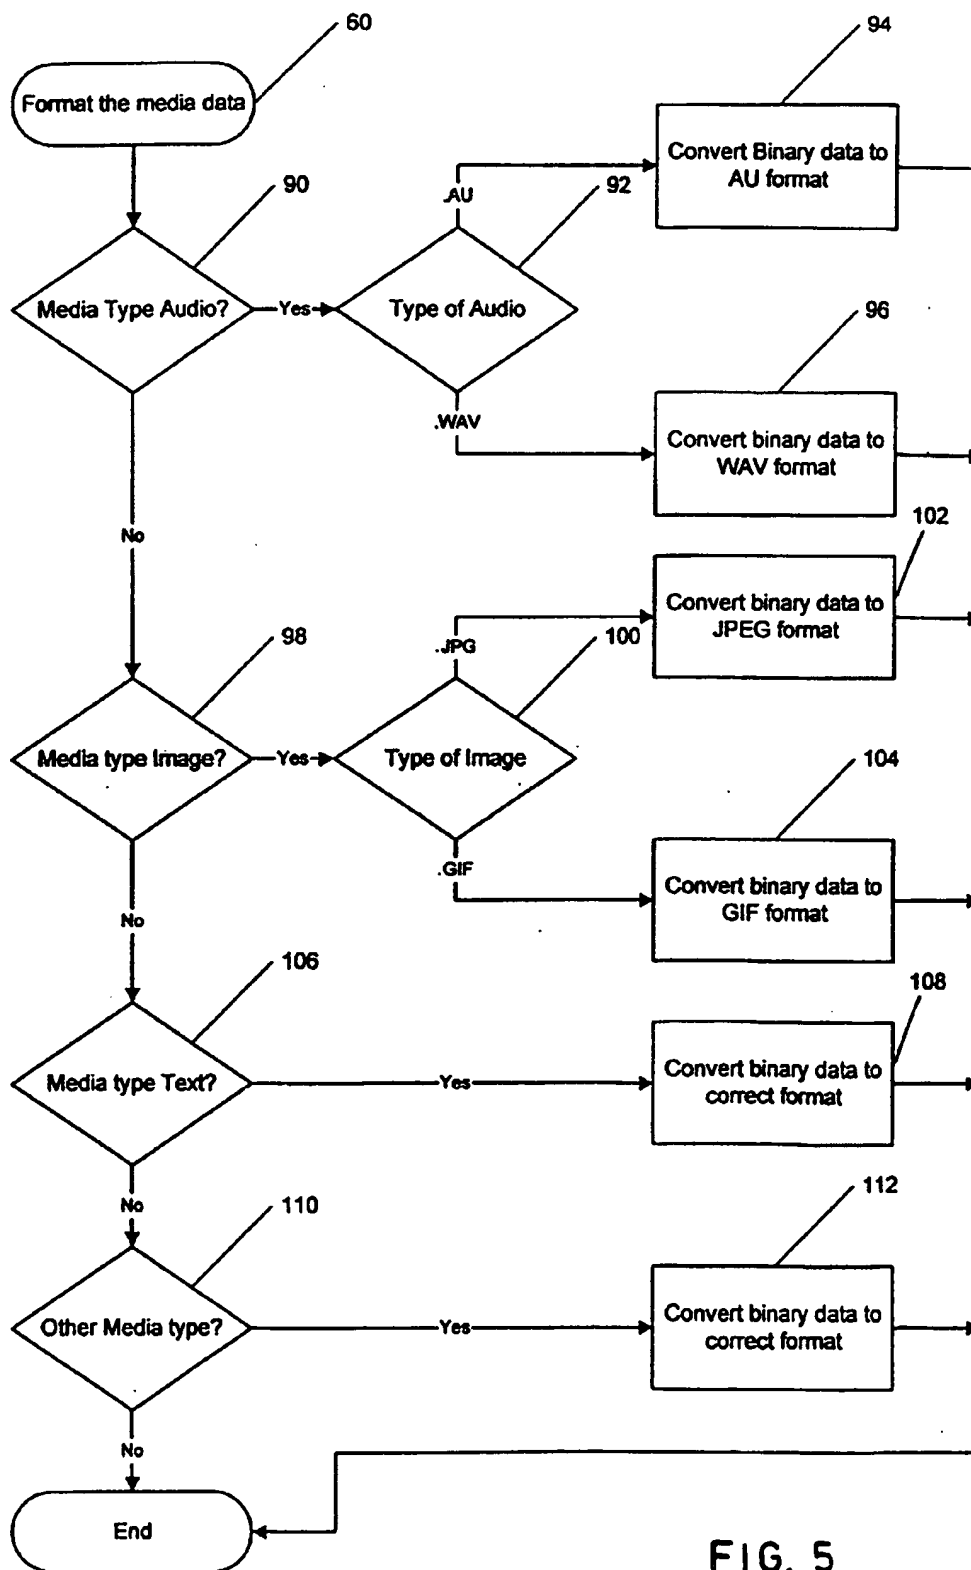 60
Format the media data
94
Convert Binary data to
AU format
90
92
.AU
Media Type Audio?
Yes
Type of Audio
96
.WAV
Convert binary data to
WAV format
No
102
Convert binary data to
JPEG format
98
100
.JPG
Media type Image?
Yes
Type of Image
104
.GIF
Convert binary data to
GIF format
No
106
108
Media type Text?
Yes
Convert binary data to
correct format
No
110
112
Other Media type?
Yes
Convert binary data to
correct format
No
End
FIG. 5